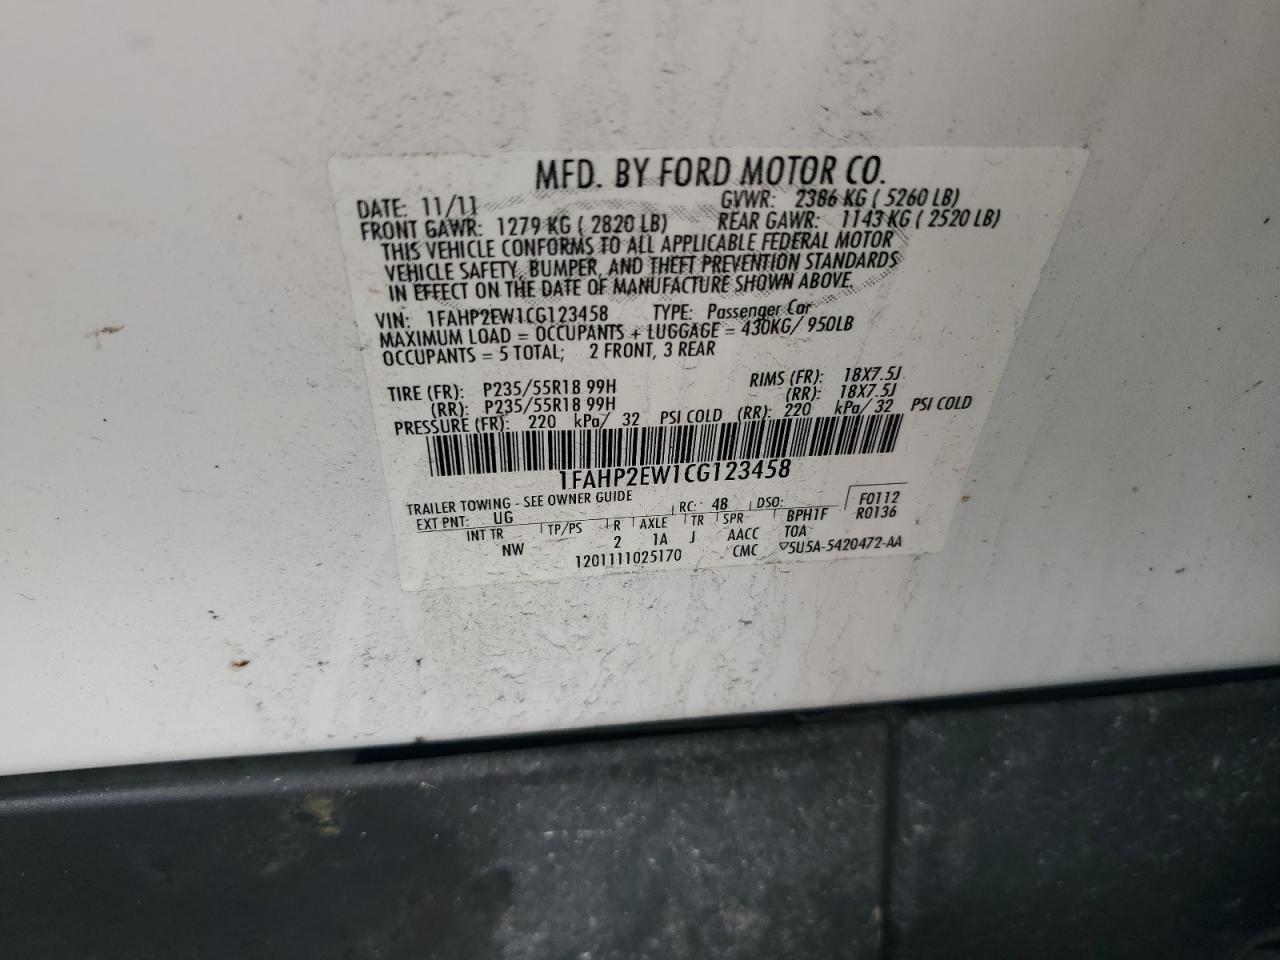 MFD. BY FORD MOTOR CO.
DATE: 11/11 GVWR: 2386 KG ( 5260 LB)
FRONT GAWR: 1279 KG ( 2820 LB) REAR GAWR: 1143 KG ( 2520 LB)
THIS VEHICLE CONFORMS TO ALL APPLICABLE FEDERAL MOTOR
VEHICLE SAFETY, BUMPER, AND THEFT PREVENTION STANDARDS
IN EFFECT ON THE DATE OF MANUFACTURE SHOWN ABOVE.
VIN: 1FAHP2EW1CG123458 TYPE: Passenger Car
MAXIMUM LOAD = OCCUPANTS + LUGGAGE = 430KG/ 950LB
OCCUPANTS = 5 TOTAL; 2 FRONT, 3 REAR
TIRE (FR): P235/55R18 99H RIMS (FR): 18X7.5J
(RR): P235/55R18 99H (RR): 18X7.5J
PRESSURE (FR): 220 kPa/ 32 PSI COLD (RR): 220 kPa/ 32 PSI COLD
1FAHP2EW1CG123458
TRAILER TOWING - SEE OWNER GUIDE RC: 48 DSO: F0112
EXT PNT: UG R0136
INT TR TP/PS R AXLE TR SPR BPH1F
NW 2 1A J AACC T0A
1201111025170 CMC ▽5U5A-5420472-AA